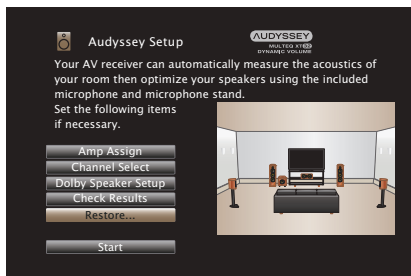 Audyssey Setup
AUDYSSEY
MULTEQ XT32
DYNAMIC VOLUME
Your AV receiver can automatically measure the acoustics of
your room then optimize your speakers using the included
microphone and microphone stand.
Set the following items
if necessary.
Amp Assign
Channel Select
Dolby Speaker Setup
Check Results
Restore...
Start